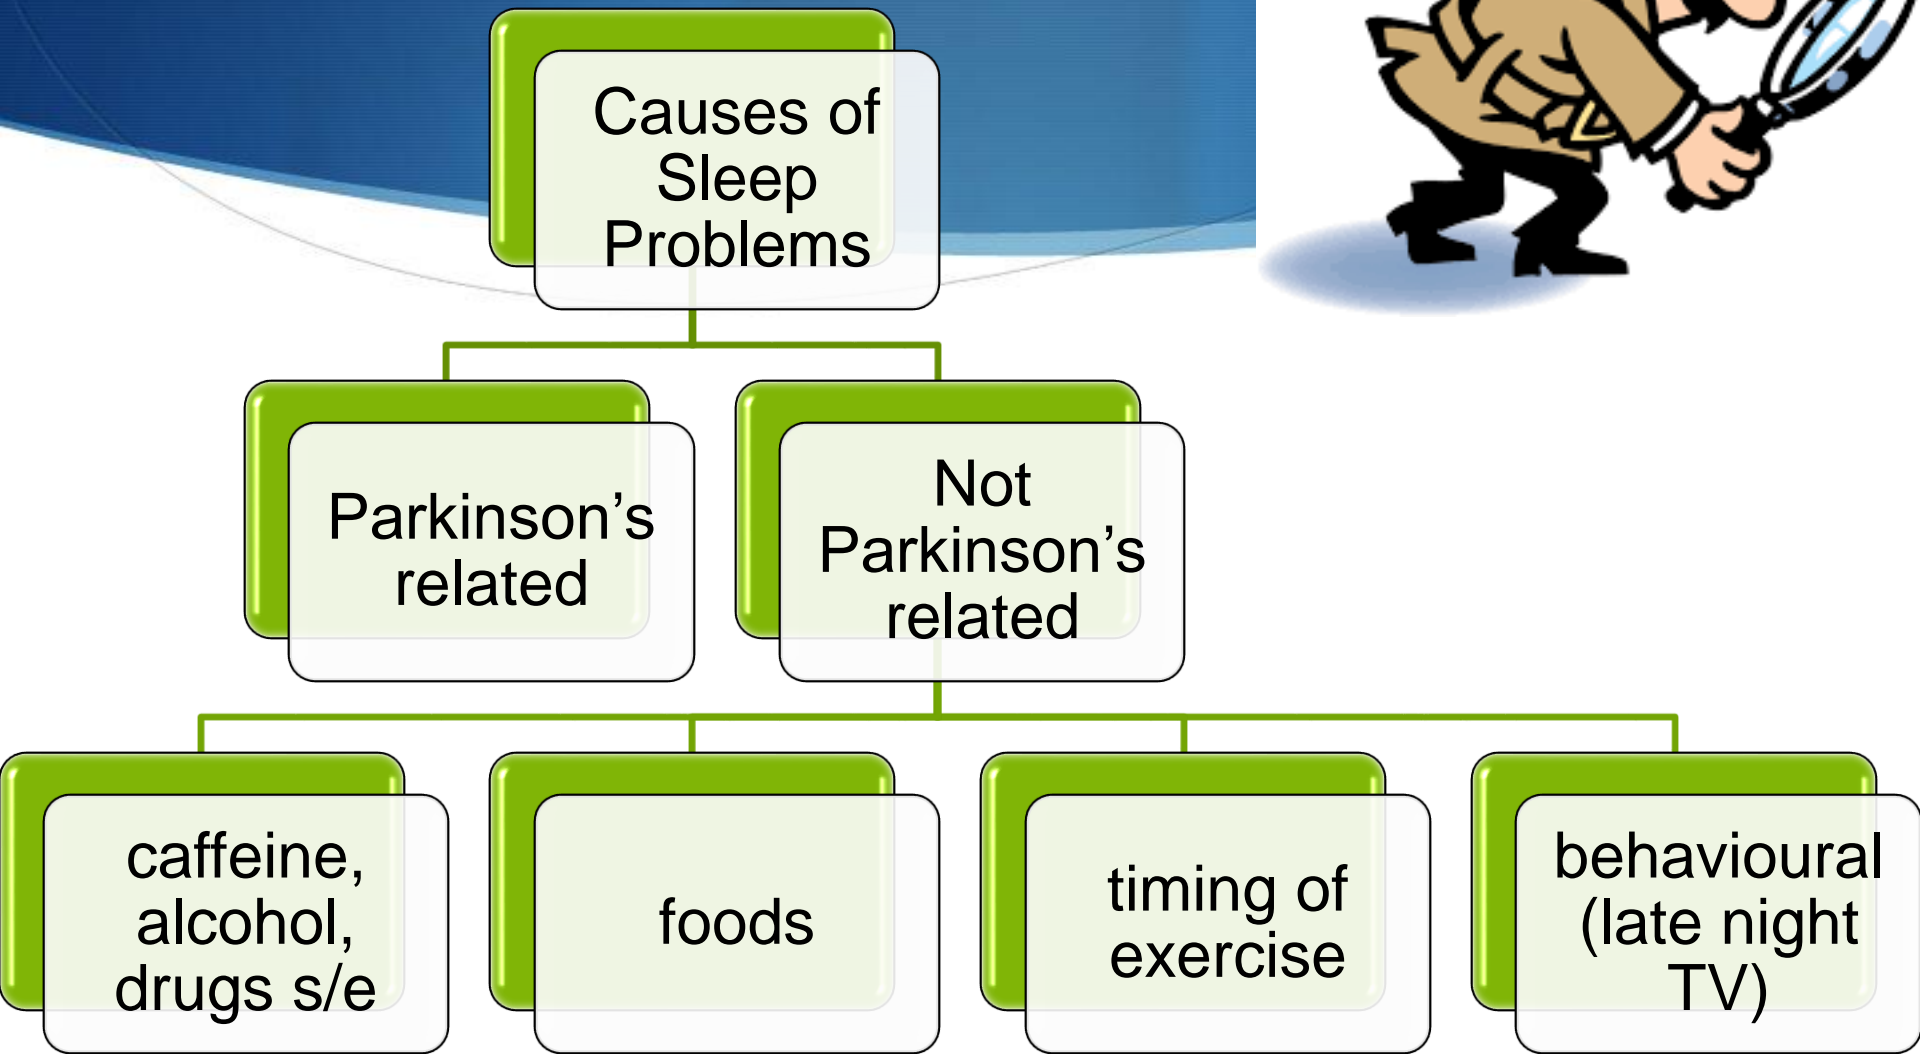 Causes of
Sleep
Problems
Parkinson’s
related
Not
Parkinson’s
related
caffeine,
alcohol,
drugs s/e
foods
timing of
exercise
behavioural
(late night
TV)